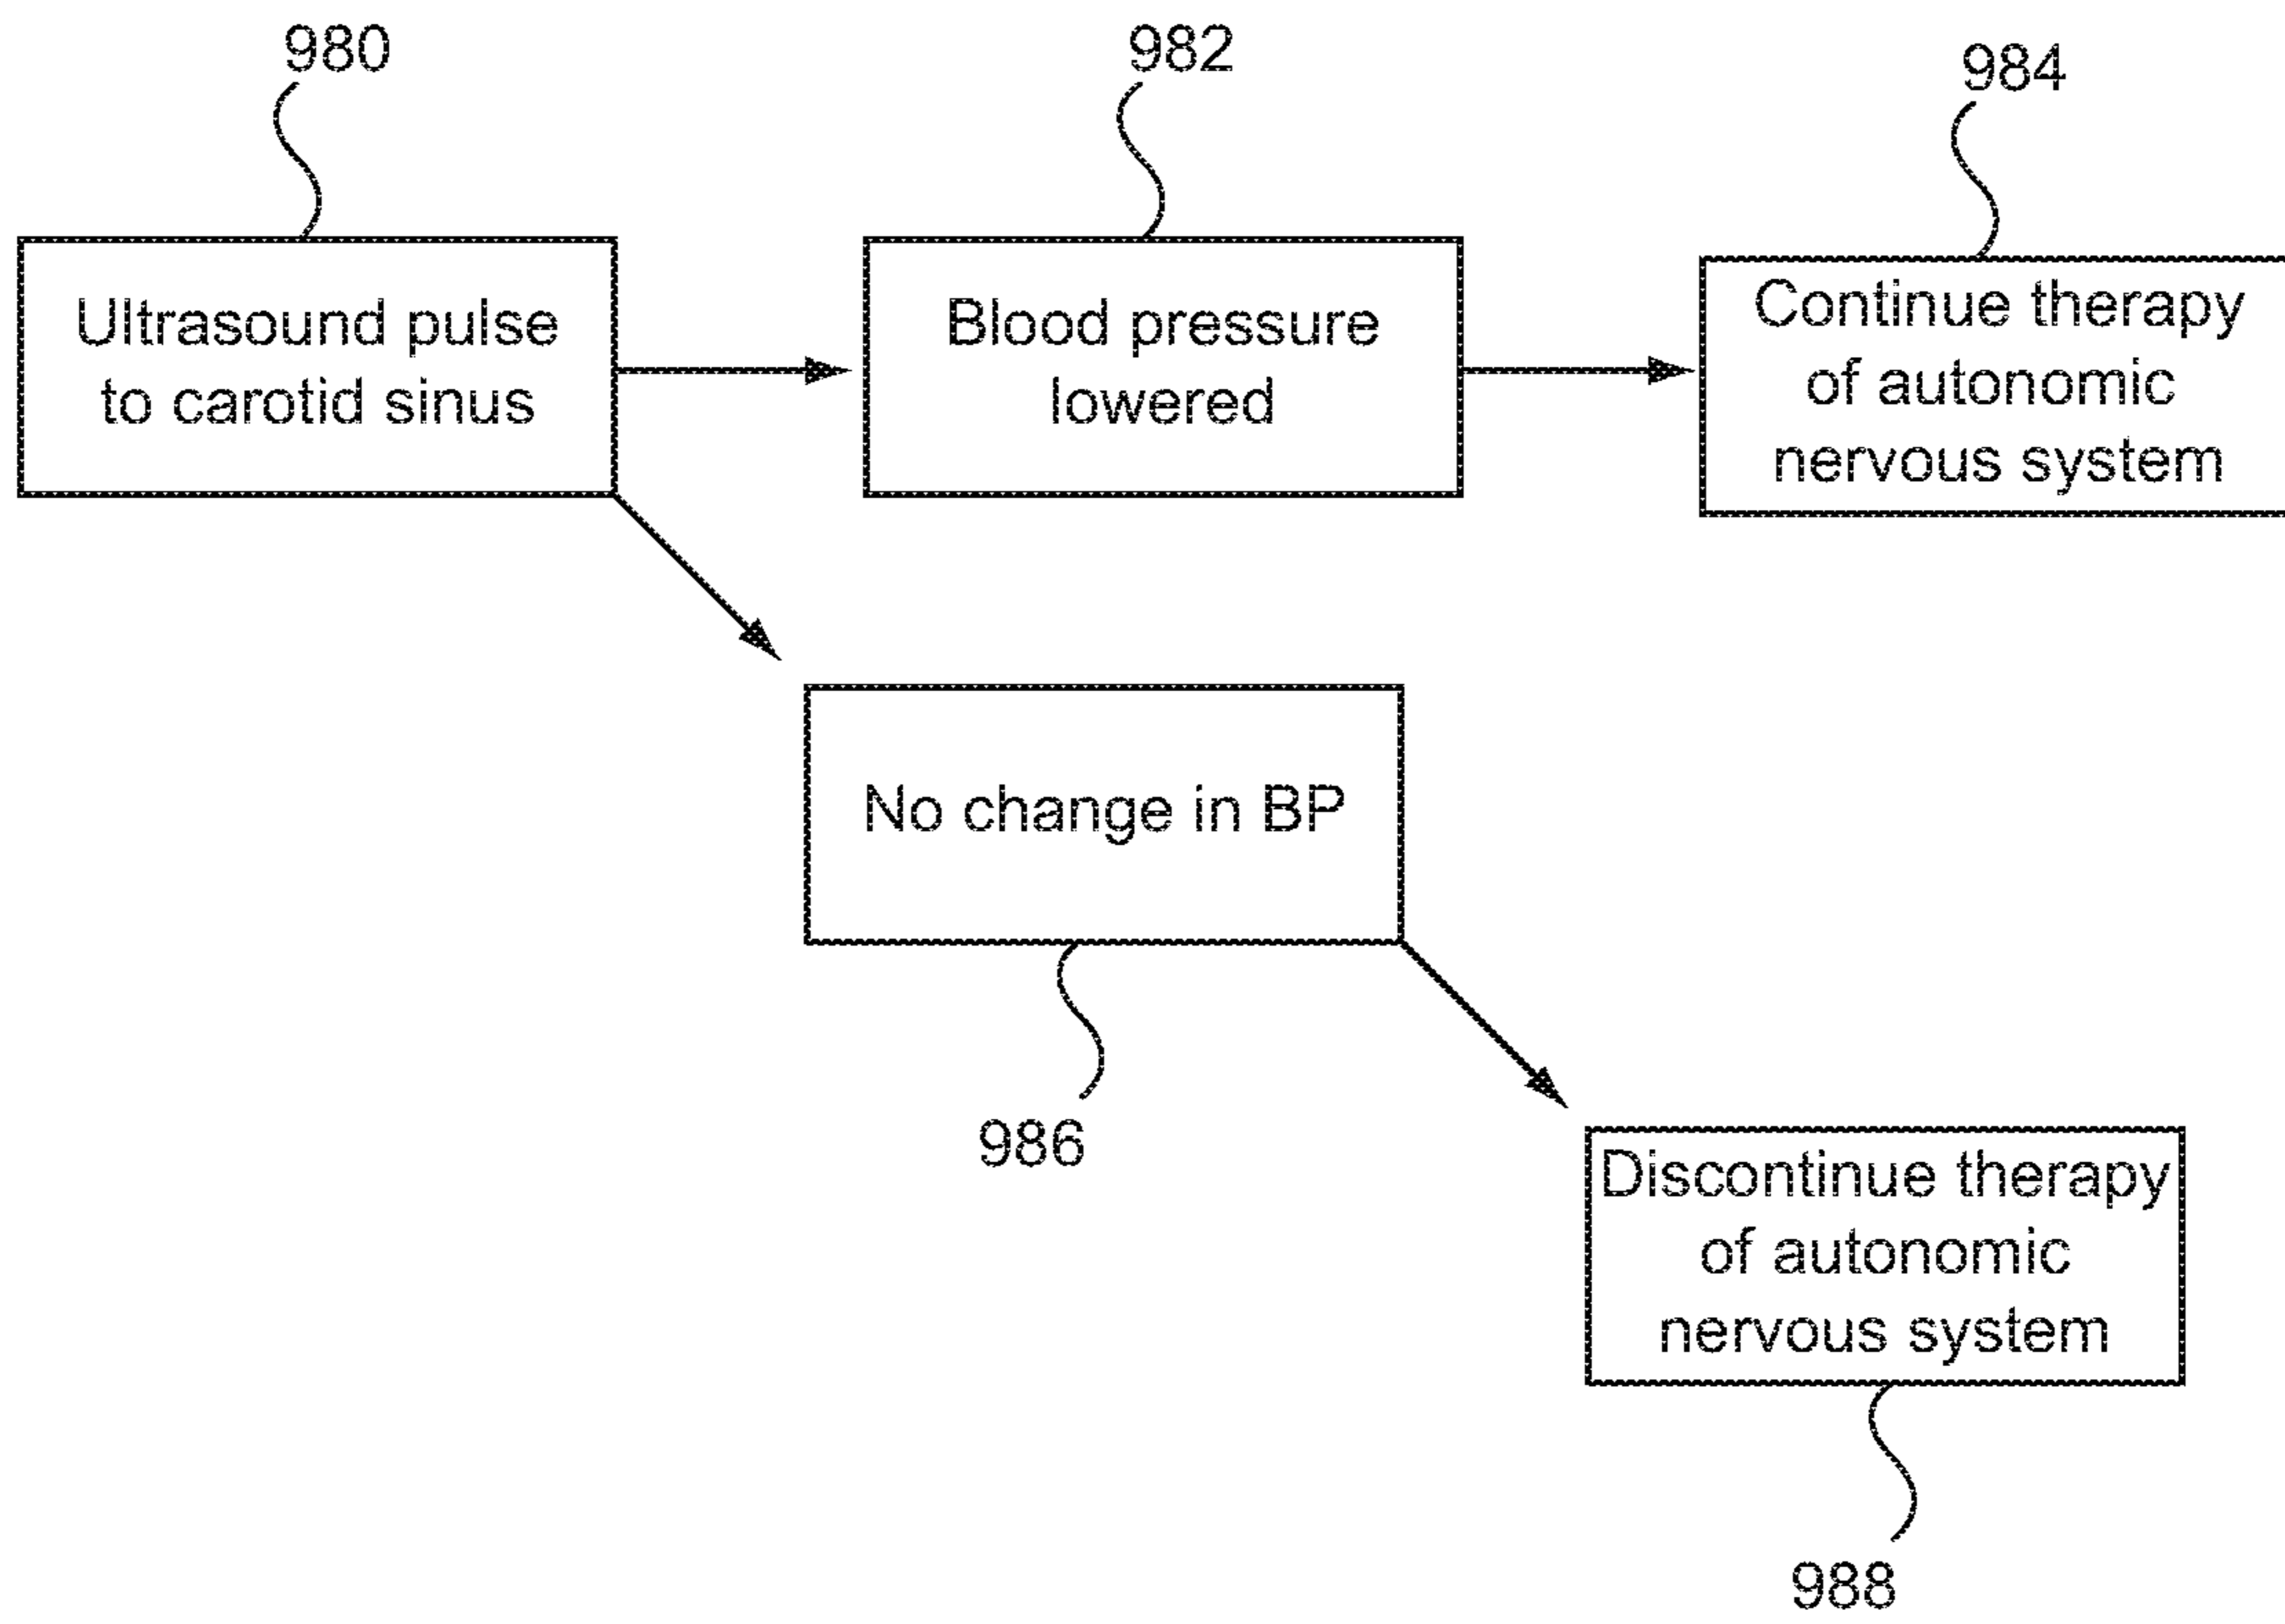 980
982
984
Ultrasound pulse
to carotid sinus
Blood pressure
lowered
Continue therapy
of autonomic
nervous system
No change in BP
986
Discontinue therapy
of autonomic
nervous system
988